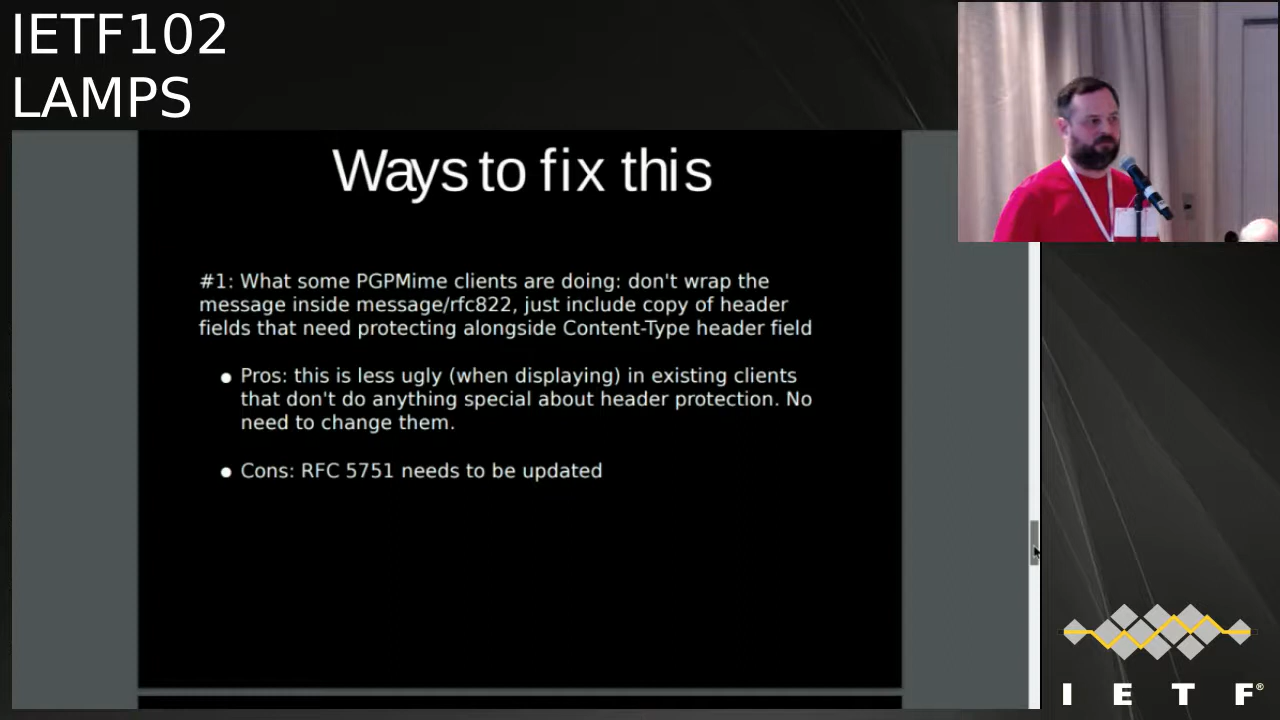 IETF102
LAMPS
Ways to fix this
#1: What some PGPMime clients are doing: don't wrap the
message inside message/rfc822, just include copy of header
fields that need protecting alongside Content-Type header field
● Pros: this is less ugly (when displaying) in existing clients
that don't do anything special about header protection. No
need to change them.
● Cons: RFC 5751 needs to be updated
I E T F®